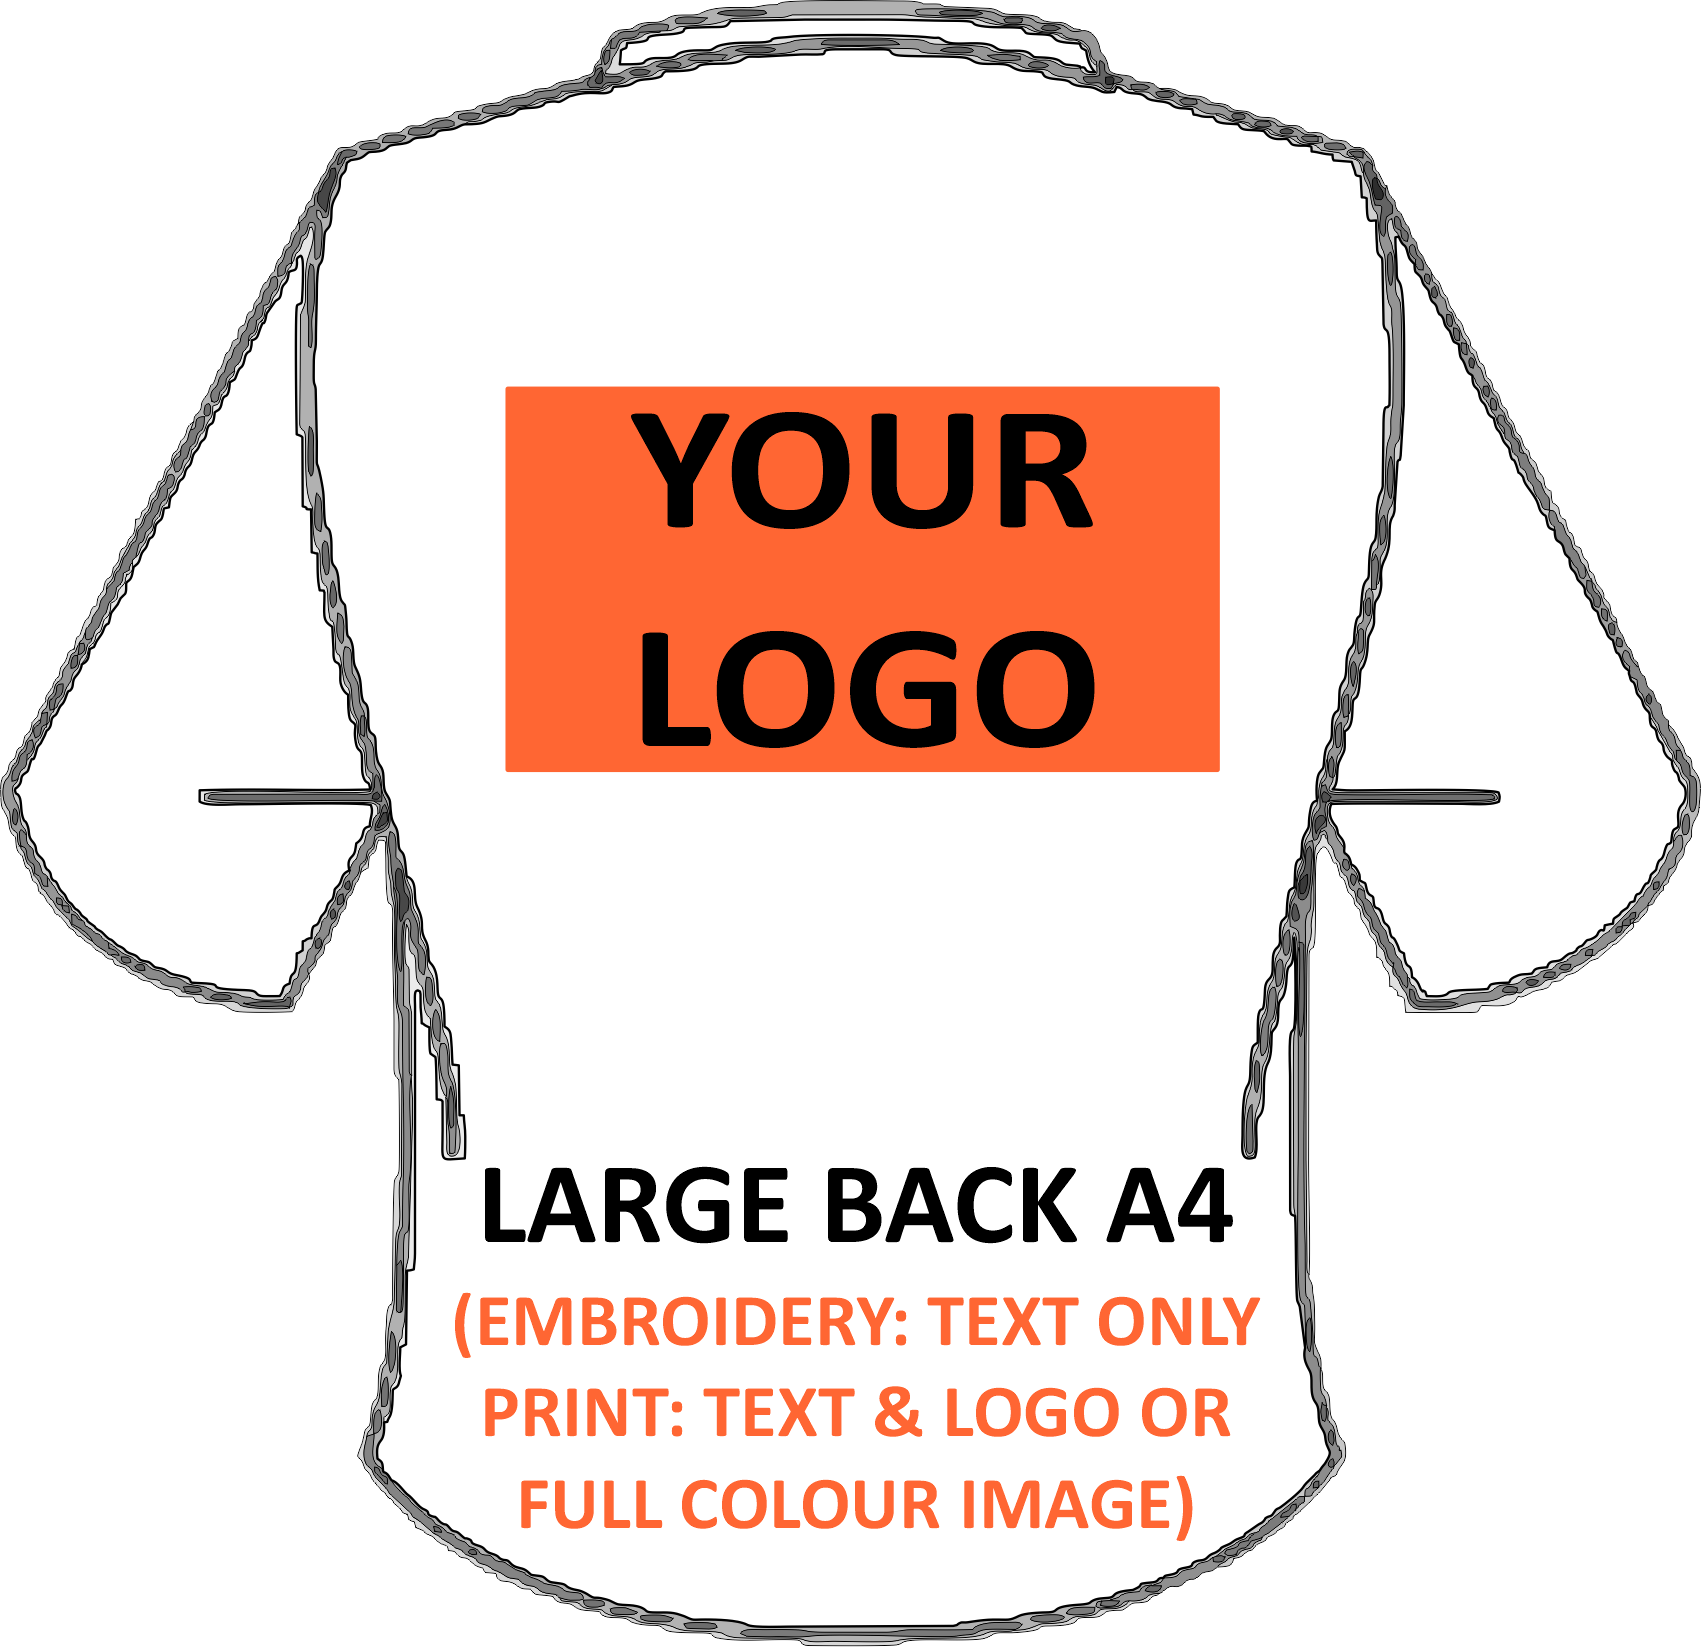 YOUR
LOGO
LARGE BACK A4
(EMBROIDERY: TEXT ONLY
PRINT: TEXT & LOGO OR
FULL COLOUR IMAGE)